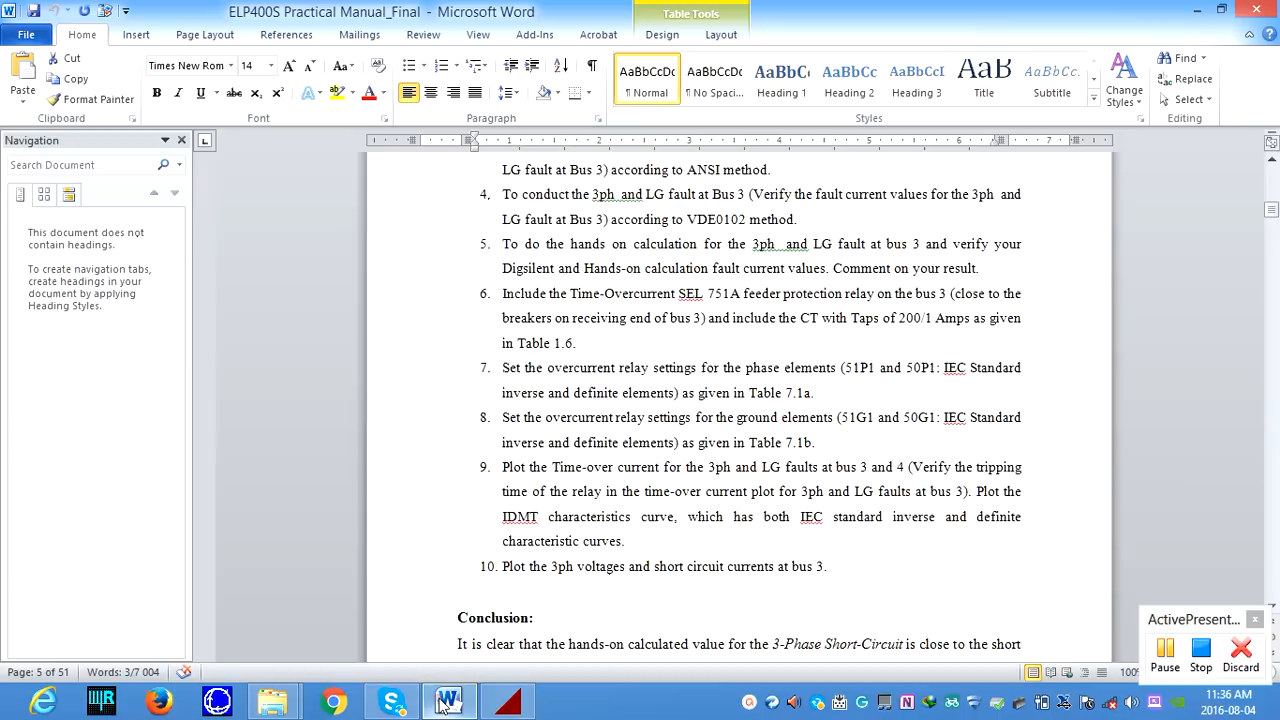 ELP400S Practical Manual_Final - Microsoft Word
Table Tools
File Home Insert Page Layout References Mailings Review View Add-Ins Acrobat Design Layout
Cut
Copy
Format Painter
Paste
Clipboard
Times New Rom 14
Font
Paragraph
AaBbCcDc AaBbCcDc AaBbCc AaBbCc AaBbCcI AaB AaBbCcI.
¶ Normal ¶ No Spaci... Heading 1 Heading 2 Heading 3 Title Subtitle
Styles
Change
Styles
Find
Replace
Select
Editing
Navigation
Search Document
This document does not
contain headings.
To create navigation tabs,
create headings in your
document by applying
Heading Styles.
1 2 3 4 5 6 7
LG fault at Bus 3) according to ANSI method.
4. To conduct the 3ph and LG fault at Bus 3 (Verify the fault current values for the 3ph and
LG fault at Bus 3) according to VDE0102 method.
5. To do the hands on calculation for the 3ph and LG fault at bus 3 and verify your
Digsilent and Hands-on calculation fault current values. Comment on your result.
6. Include the Time-Overcurrent SEL 751A feeder protection relay on the bus 3 (close to the
breakers on receiving end of bus 3) and include the CT with Taps of 200/1 Amps as given
in Table 1.6.
7. Set the overcurrent relay settings for the phase elements (51P1 and 50P1: IEC Standard
inverse and definite elements) as given in Table 7.1a.
8. Set the overcurrent relay settings for the ground elements (51G1 and 50G1: IEC Standard
inverse and definite elements) as given in Table 7.1b.
9. Plot the Time-over current for the 3ph and LG faults at bus 3 and 4 (Verify the tripping
time of the relay in the time-over current plot for 3ph and LG faults at bus 3). Plot the
IDMT characteristics curve, which has both IEC standard inverse and definite
characteristic curves.
10. Plot the 3ph voltages and short circuit currents at bus 3.
Conclusion:
It is clear that the hands-on calculated value for the 3-Phase Short-Circuit is close to the short
ActivePresent...
Pause Stop Discard
Page: 5 of 51 Words: 3/7 004
11:36 AM
2016-08-04